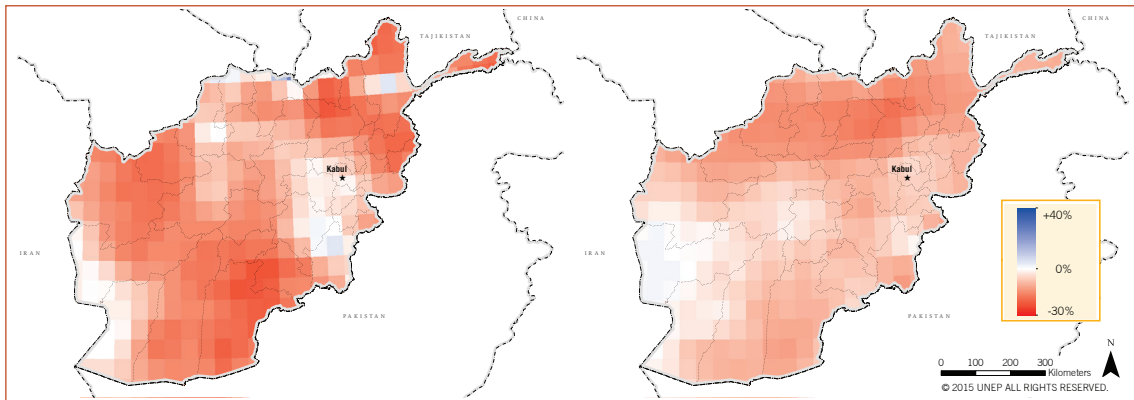 CHINA
TAJIKISTAN
Kabul
IRAN
PAKISTAN
CHINA
TAJIKISTAN
Kabul
IRAN
PAKISTAN
+40%
0%
-30%
N
0 100 200 300
Kilometers
© 2015 UNEP ALL RIGHTS RESERVED.